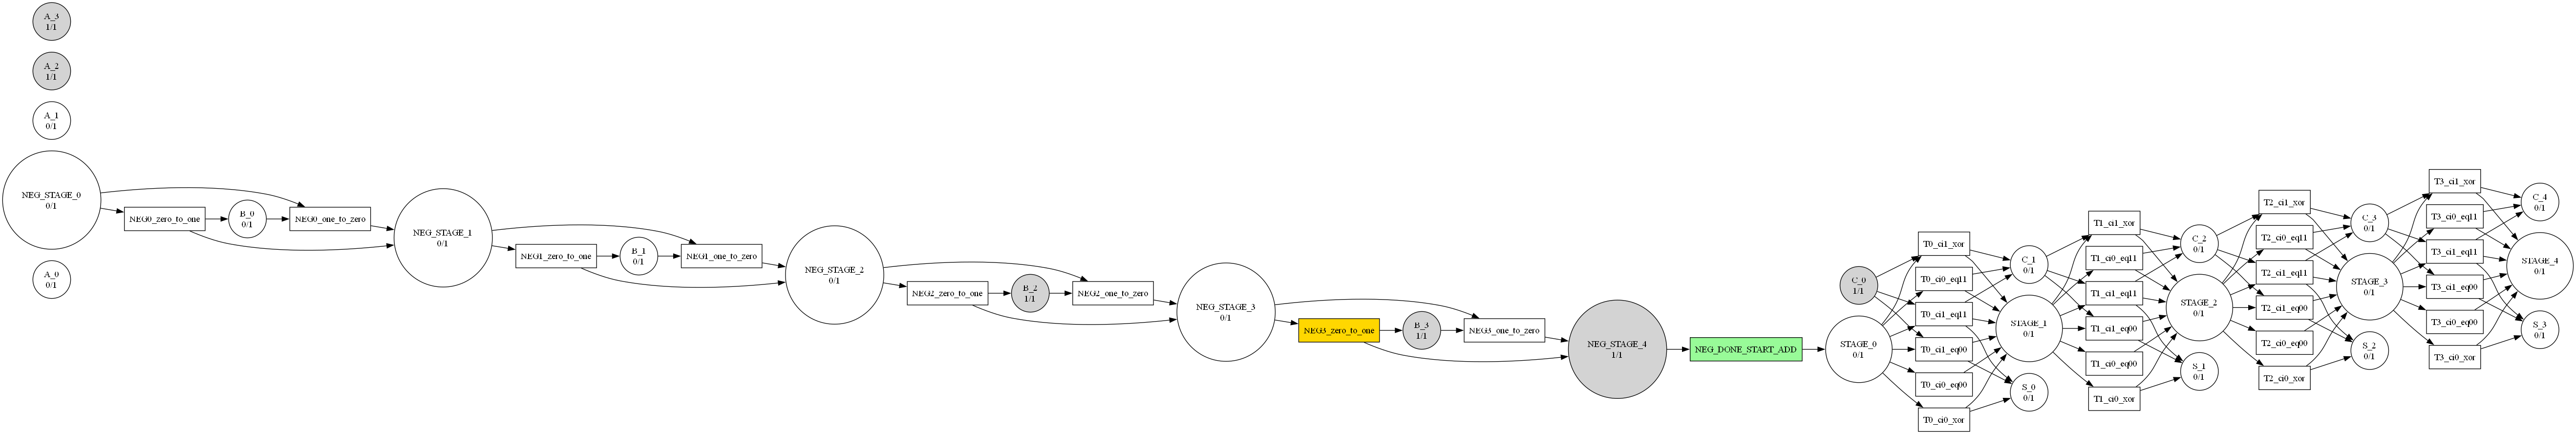 A_3
1/1
A_2
1/1
A_1
0/1
NEG_STAGE_0
0/1
A_0
0/1
NEG0_zero_to_one
B_0
0/1
NEG0_one_to_zero
NEG_STAGE_1
0/1
NEG1_zero_to_one
B_1
0/1
NEG1_one_to_zero
NEG_STAGE_2
0/1
NEG2_zero_to_one
B_2
1/1
NEG2_one_to_zero
NEG_STAGE_3
0/1
NEG3_zero_to_one
B_3
1/1
NEG3_one_to_zero
NEG_STAGE_4
1/1
NEG_DONE_START_ADD
C_0
1/1
STAGE_0
0/1
T0_ci1_xor
T0_ci0_eq11
T0_ci1_eq11
T0_ci1_eq00
T0_ci0_eq00
T0_ci0_xor
C_1
0/1
STAGE_1
0/1
S_0
0/1
T1_ci1_xor
T1_ci0_eq11
T1_ci1_eq11
T1_ci1_eq00
T1_ci0_eq00
T1_ci0_xor
C_2
0/1
STAGE_2
0/1
S_1
0/1
T2_ci1_xor
T2_ci0_eq11
T2_ci1_eq11
T2_ci1_eq00
T2_ci0_eq00
T2_ci0_xor
C_3
0/1
STAGE_3
0/1
S_2
0/1
T3_ci1_xor
T3_ci0_eq11
T3_ci1_eq11
T3_ci1_eq00
T3_ci0_eq00
T3_ci0_xor
C_4
0/1
STAGE_4
0/1
S_3
0/1